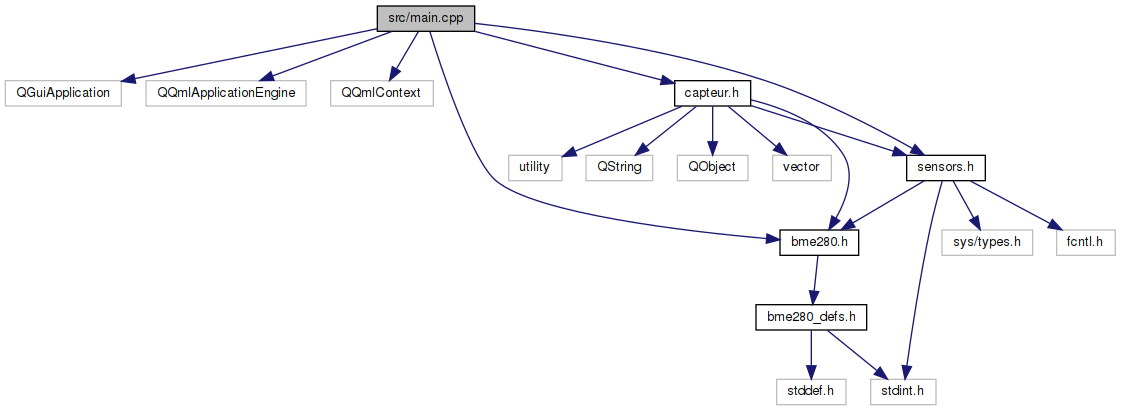 src/main.cpp
QGuiApplication
QQmlApplicationEngine
QQmlContext
capteur.h
utility
QString
QObject
vector
sensors.h
bme280.h
sys/types.h
fcntl.h
bme280_defs.h
stddef.h
stdint.h